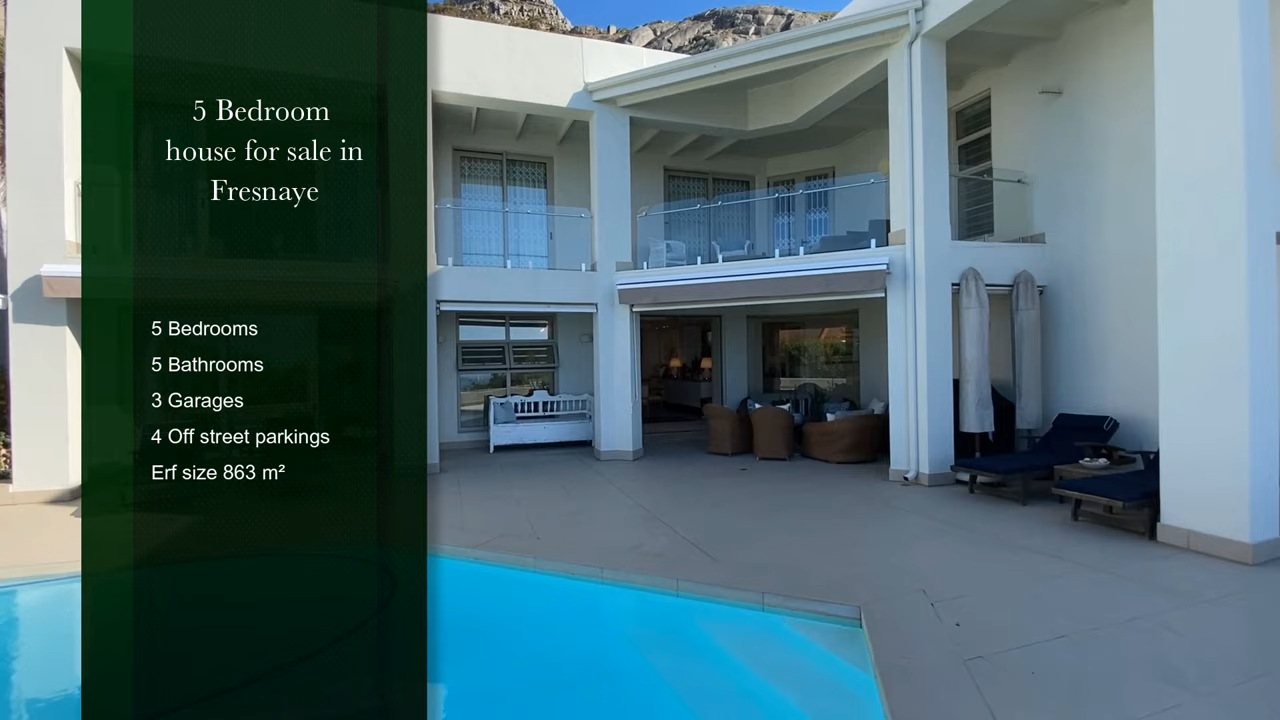 5 Bedroom
house for sale in
Fresnaye
5 Bedrooms
5 Bathrooms
3 Garages
4 Off street parkings
Erf size 863 m²